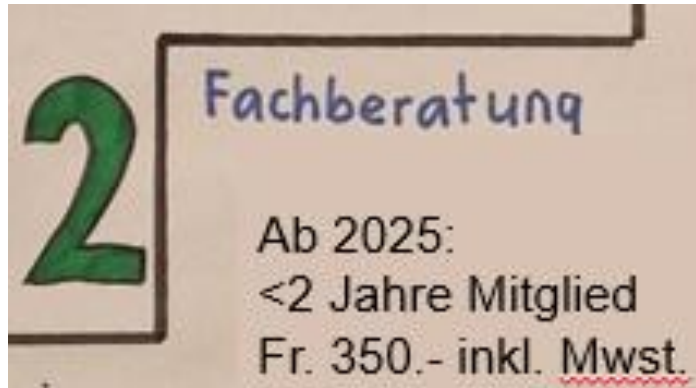 2
Fachberatung
Ab 2025:
<2 Jahre Mitglied
Fr. 350.- inkl. Mwst.